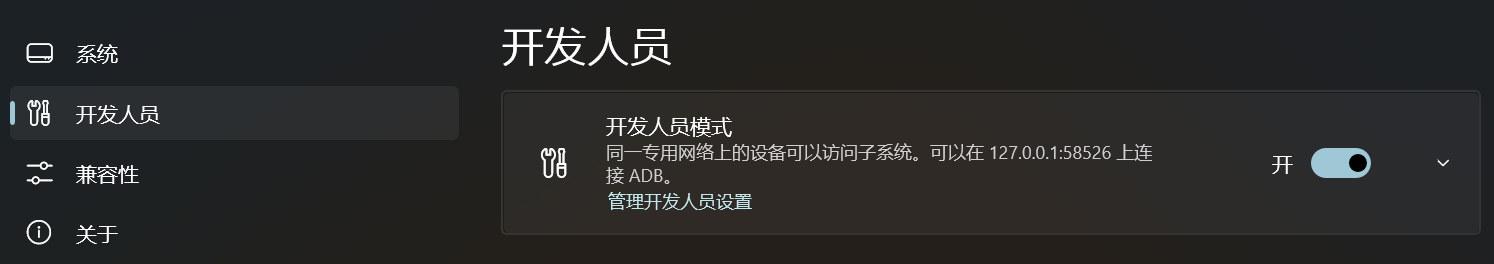 开发人员
系统
开发人员
兼容性
关于
开发人员模式
同一专用网络上的设备可以访问子系统。可以在 127.0.0.1:58526 上连
接 ADB。
管理开发人员设置
开